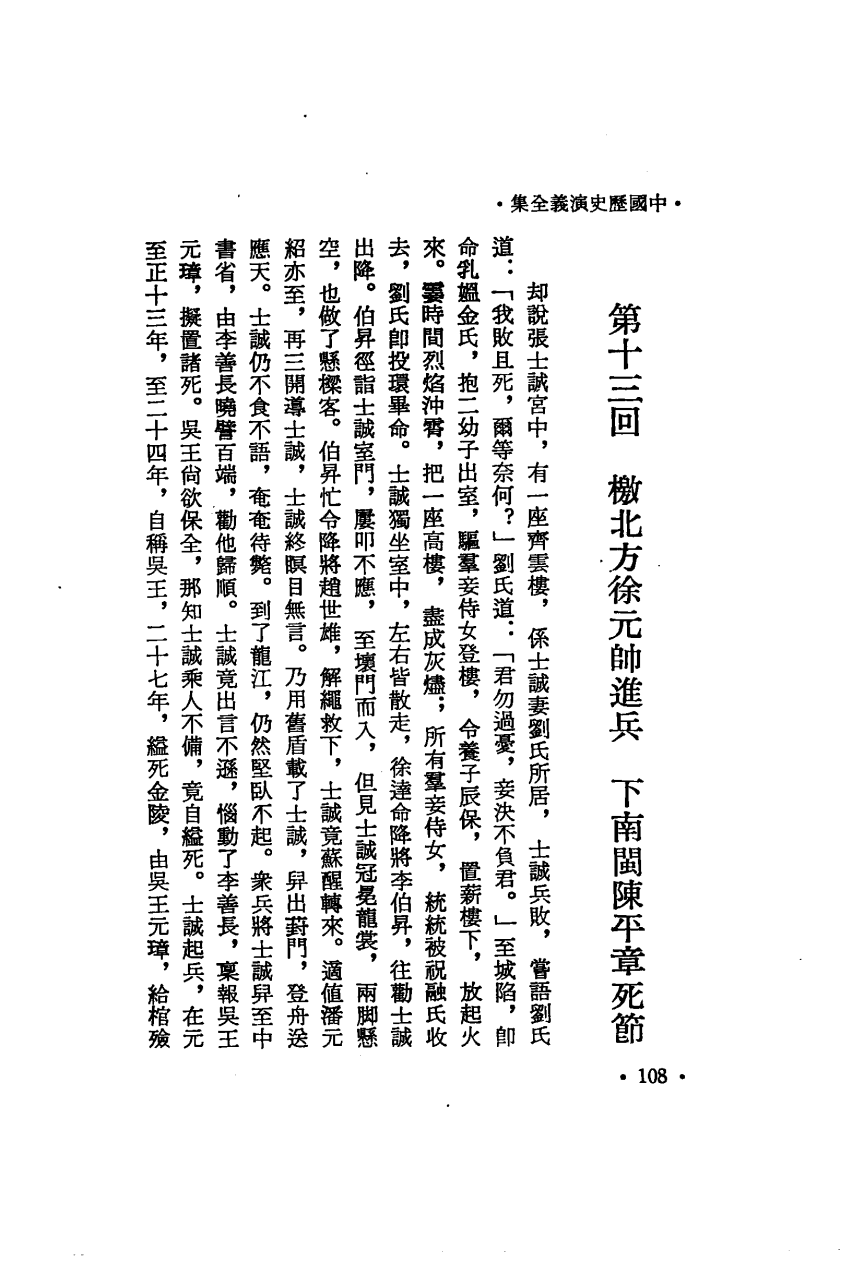 ·中國歷史演義全集·
第十三回　檄北方徐元帥進兵　下南閩陳平章死節
却說張士誠宮中，有一座齊雲樓，係士誠妻劉氏所居，士誠兵敗，嘗語劉氏
道：「我敗且死，爾等奈何？」劉氏道：「君勿過憂，妾決不負君。」至城陷，卽
命乳媼金氏，抱二幼子出室，驅羣妾侍女登樓，令養子辰保，置薪樓下，放起火
來。霎時間烈焰沖霄，把一座高樓，盡成灰燼；所有羣妾侍女，統統被祝融氏收
去，劉氏卽投環畢命。士誠獨坐室中，左右皆散走，徐達命降將李伯昇，往勸士誠
出降。伯昇徑詣士誠室門，屢叩不應，至壞門而入，但見士誠冠冕龍裳，兩脚懸
空，也做了懸樑客。伯昇忙令降將趙世雄，解繩救下，士誠竟蘇醒轉來。適值潘元
紹亦至，再三開導士誠，士誠終瞑目無言。乃用舊盾載了士誠，舁出葑門，登舟送
應天。士誠仍不食不語，奄奄待斃。到了龍江，仍然堅臥不起。衆兵將士誠舁至中
書省，由李善長曉譬百端，勸他歸順。士誠竟出言不遜，惱動了李善長，稟報吳王
元璋，擬置諸死。吳王尙欲保全，那知士誠乘人不備，竟自縊死。士誠起兵，在元
至正十三年，至二十四年，自稱吳王，二十七年，縊死金陵，由吳王元璋，給棺殮
·108·